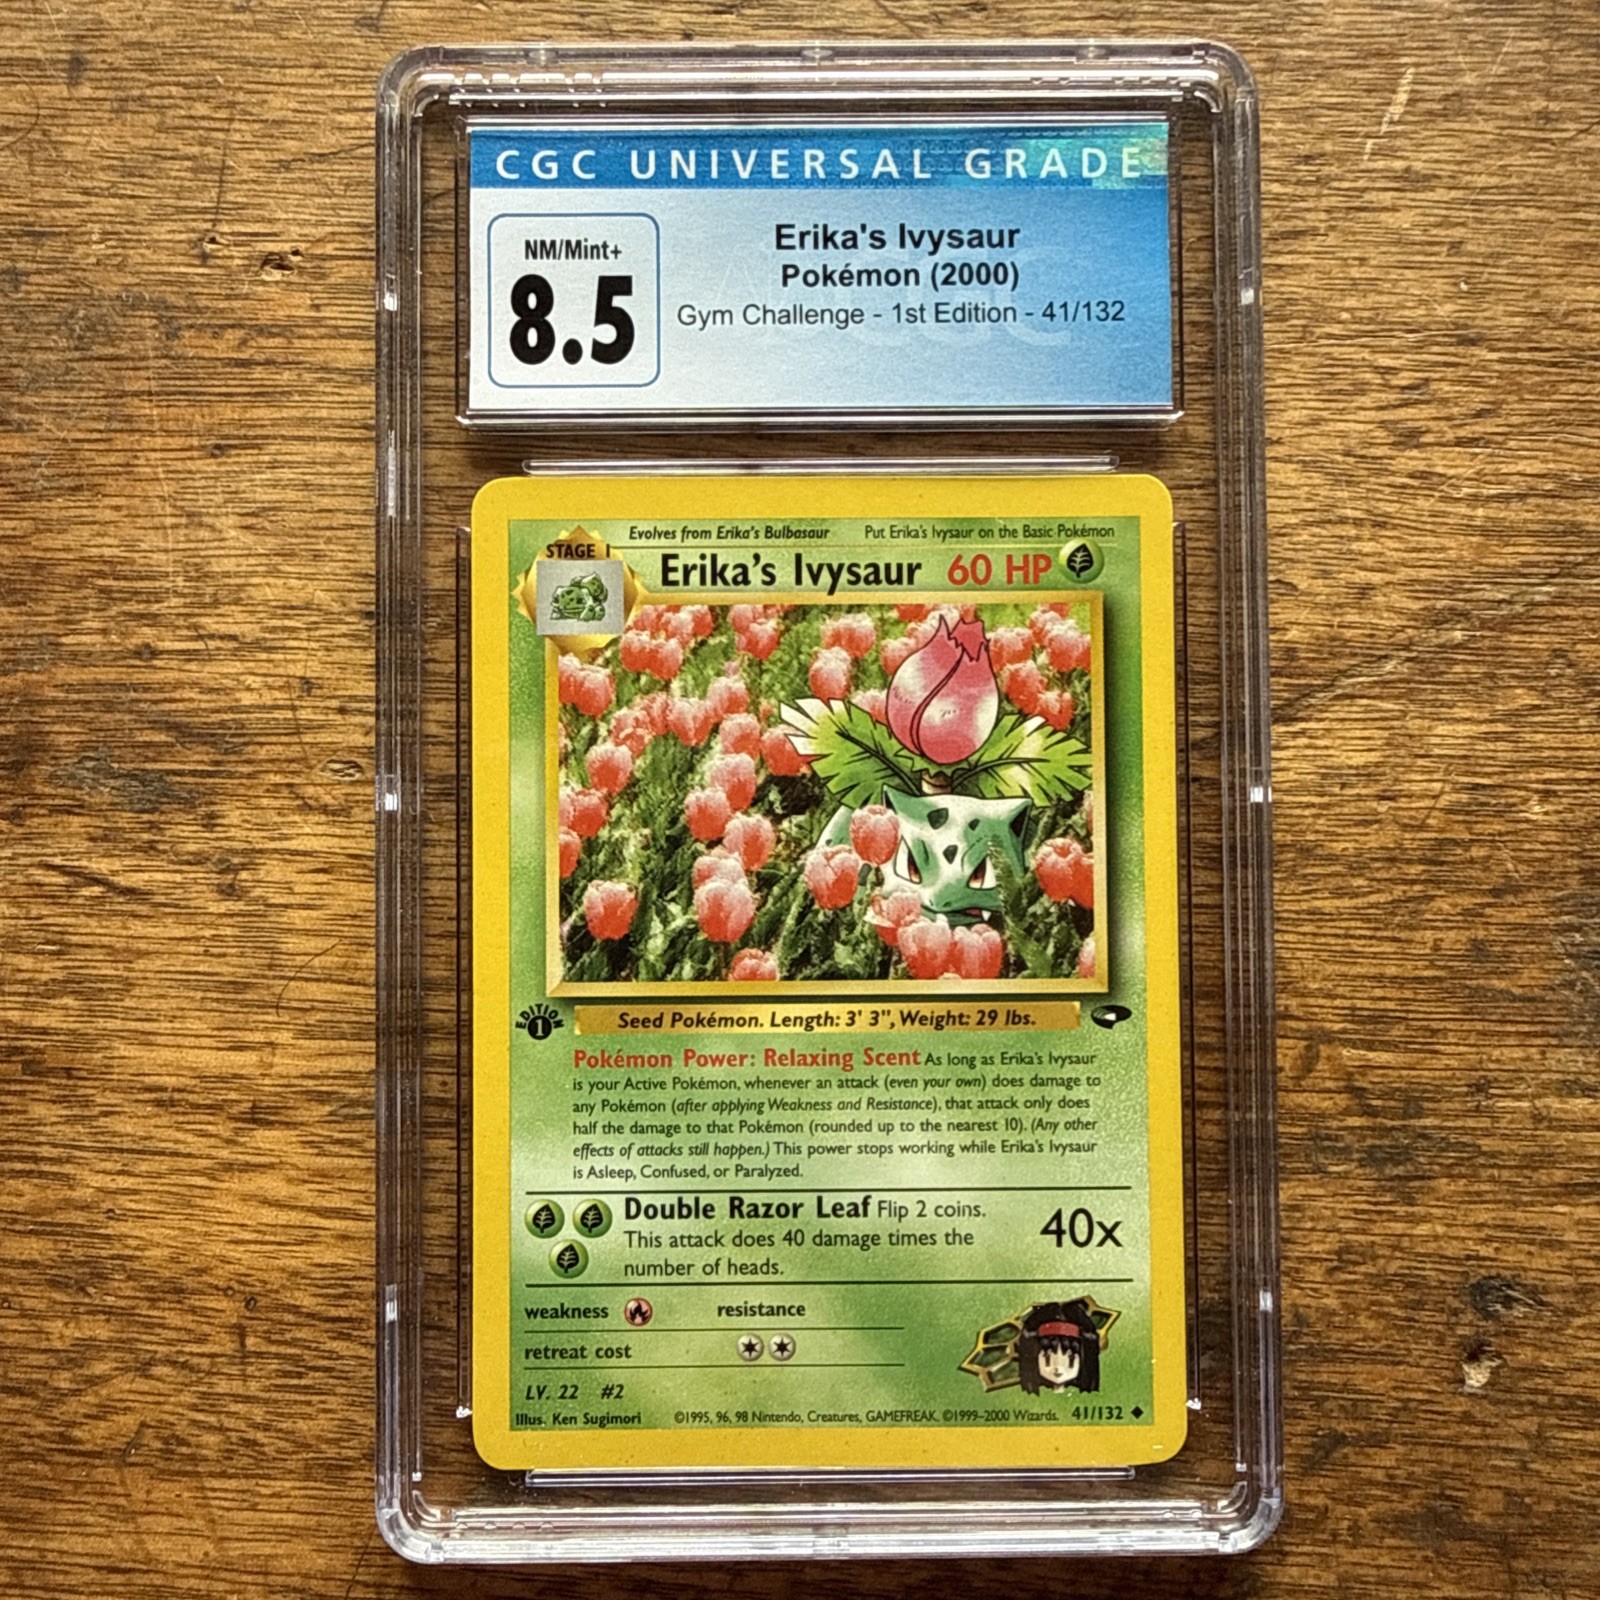 CGC UNIVERSAL GRADE
NM/Mint+
8.5
Erika's Ivysaur
Pokémon (2000)
Gym Challenge - 1st Edition - 41/132
Evolves from Erika's Bulbasaur Put Erika's Ivysaur on the Basic Pokémon
STAGE 1
Erika's Ivysaur 60 HP
EDITION
1
Seed Pokémon. Length: 3' 3", Weight: 29 lbs.
Pokémon Power: Relaxing Scent As long as Erika's Ivysaur
is your Active Pokémon, whenever an attack (even your own) does damage to
any Pokémon (after applying Weakness and Resistance), that attack only does
half the damage to that Pokémon (rounded up to the nearest 10). (Any other
effects of attacks still happen.) This power stops working while Erika's Ivysaur
is Asleep, Confused, or Paralyzed.
Double Razor Leaf Flip 2 coins.
This attack does 40 damage times the
number of heads.
40x
weakness resistance
retreat cost
LV. 22 #2
Illus. Ken Sugimori ©1995, 96, 98 Nintendo, Creatures, GAMEFREAK. ©1999-2000 Wizards. 41/132